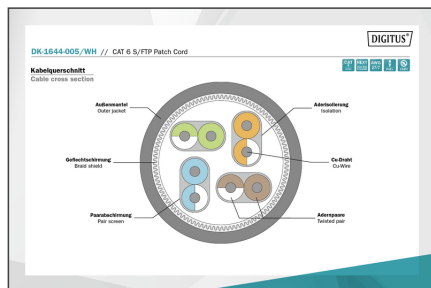 DIGITUS®
DK-1644-005/WH // CAT 6 S/FTP Patch Cord
Kabelquerschnitt
Cable cross section
Außenmantel
Outer jacket
Aderisolierung
Isolation
Geflechtschirmung
Braid shield
Cu-Draht
Cu-Wire
Paarabschirmung
Pair screen
Adernpaare
Twisted pair